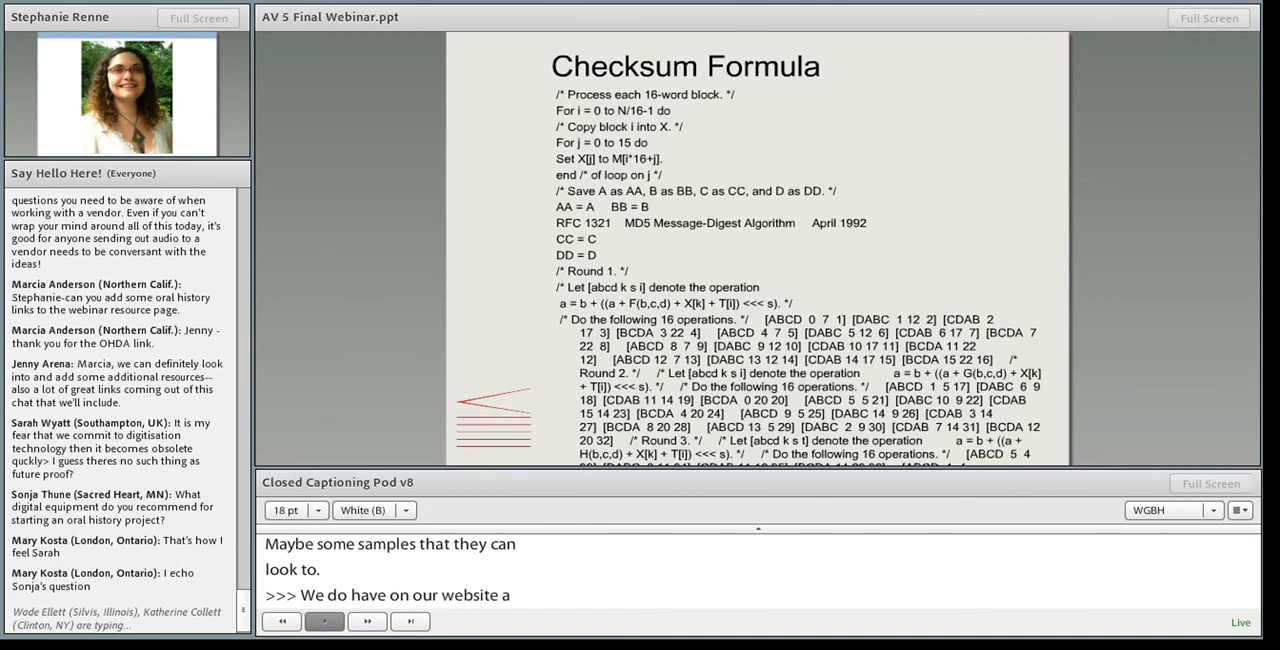 Stephanie Renne
Full Screen
Say Hello Here! (Everyone)
questions you need to be aware of when
working with a vendor. Even if you can't
wrap your mind around all of this today, it's
good for anyone sending out audio to a
vendor needs to be conversant with the
ideas!
Marcia Anderson (Northern Calif.):
Stephanie-can you add some oral history
links to the webinar resource page.
Marcia Anderson (Northern Calif.): Jenny -
thank you for the OHDA link.
Jenny Arena: Marcia, we can definitely look
into and add some additional resources--
also a lot of great links coming out of this
chat that we'll include.
Sarah Wyatt (Southampton, UK): It is my
fear that we commit to digitisation
technology then it becomes obsolete
quckly> I guess theres no such thing as
future proof?
Sonja Thune (Sacred Heart, MN): What
digital equipment do you recommend for
starting an oral history project?
Mary Kosta (London, Ontario): That's how I
feel Sarah
Mary Kosta (London, Ontario): I echo
Sonja's question
Wade Ellett (Silvis, Illinois), Katherine Collett
(Clinton, NY) are typing...
AV 5 Final Webinar.ppt
Full Screen
Checksum Formula
/* Process each 16-word block. */
For i = 0 to N/16-1 do
/* Copy block i into X. */
For j = 0 to 15 do
Set X[j] to M[i*16+j].
end /* of loop on j */
/* Save A as AA, B as BB, C as CC, and D as DD. */
AA = A BB = B
RFC 1321 MD5 Message-Digest Algorithm April 1992
CC = C
DD = D
/* Round 1. */
/* Let [abcd k s i] denote the operation
a = b + ((a + F(b,c,d) + X[k] + T[i]) <<< s). */
/* Do the following 16 operations. */ [ABCD 0 7 1] [DABC 1 12 2] [CDAB 2
17 3] [BCDA 3 22 4] [ABCD 4 7 5] [DABC 5 12 6] [CDAB 6 17 7] [BCDA 7
22 8] [ABCD 8 7 9] [DABC 9 12 10] [CDAB 10 17 11] [BCDA 11 22
12] [ABCD 12 7 13] [DABC 13 12 14] [CDAB 14 17 15] [BCDA 15 22 16] /*
Round 2. */ /* Let [abcd k s i] denote the operation a = b + ((a + G(b,c,d) + X[k]
+ T[i]) <<< s). */ /* Do the following 16 operations. */ [ABCD 1 5 17] [DABC 6 9
18] [CDAB 11 14 19] [BCDA 0 20 20] [ABCD 5 5 21] [DABC 10 9 22] [CDAB
15 14 23] [BCDA 4 20 24] [ABCD 9 5 25] [DABC 14 9 26] [CDAB 3 14
27] [BCDA 8 20 28] [ABCD 13 5 29] [DABC 2 9 30] [CDAB 7 14 31] [BCDA 12
20 32] /* Round 3. */ /* Let [abcd k s t] denote the operation a = b + ((a +
H(b,c,d) + X[k] + T[i]) <<< s). */ /* Do the following 16 operations. */ [ABCD 5 4
Closed Captioning Pod v8
Full Screen
18 pt White (B) WGBH
Maybe some samples that they can
look to.
>>> We do have on our website a
Live